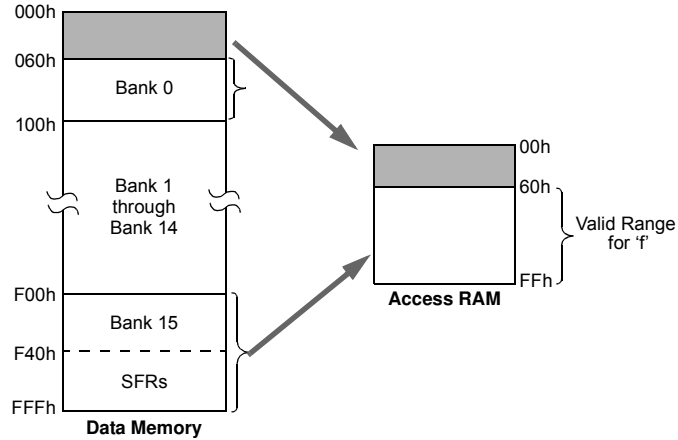 000h
060h
Bank 0
100h
Bank 1
through
Bank 14
F00h
Bank 15
F40h
SFRs
FFFh
Data Memory
00h
60h
Valid Range
for ‘f’
FFh
Access RAM